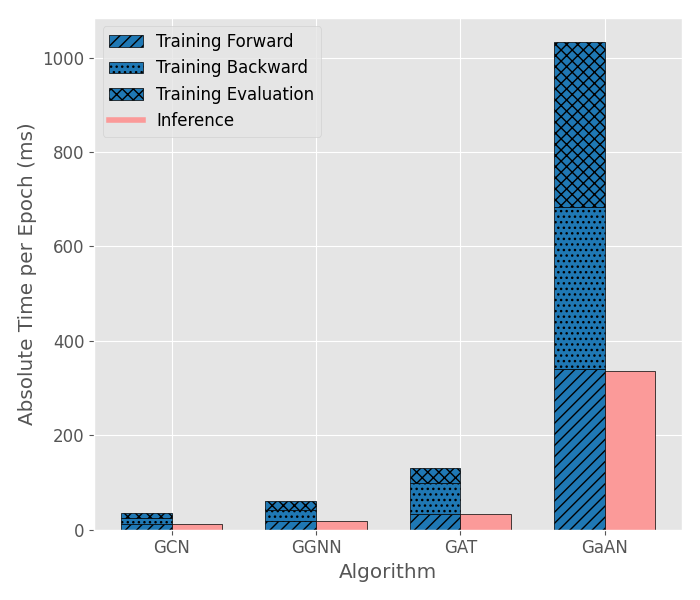 Training Forward
Training Backward
Training Evaluation
Inference
Absolute Time per Epoch (ms)
1000
800
600
400
200
0
GCN GGNN GAT GaAN
Algorithm